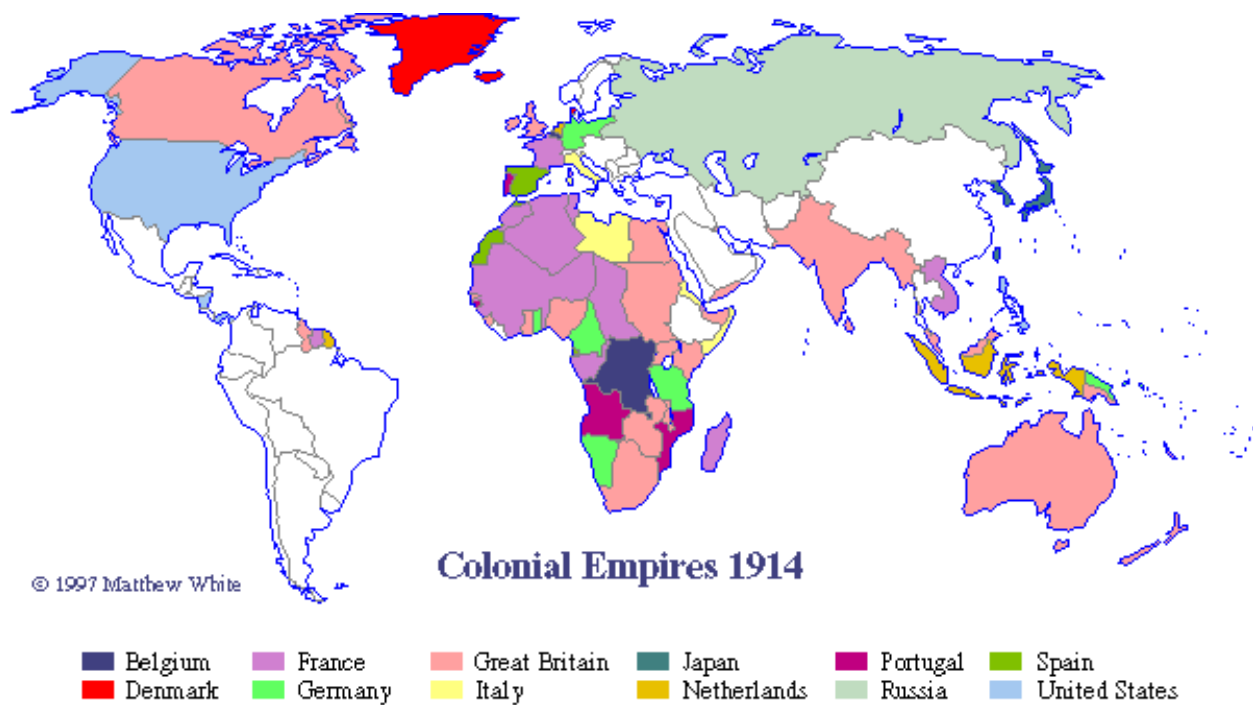 Colonial Empires 1914
© 1997 Matthew White
Belgium France Great Britain Japan Portugal Spain
Denmark Germany Italy Netherlands Russia United States